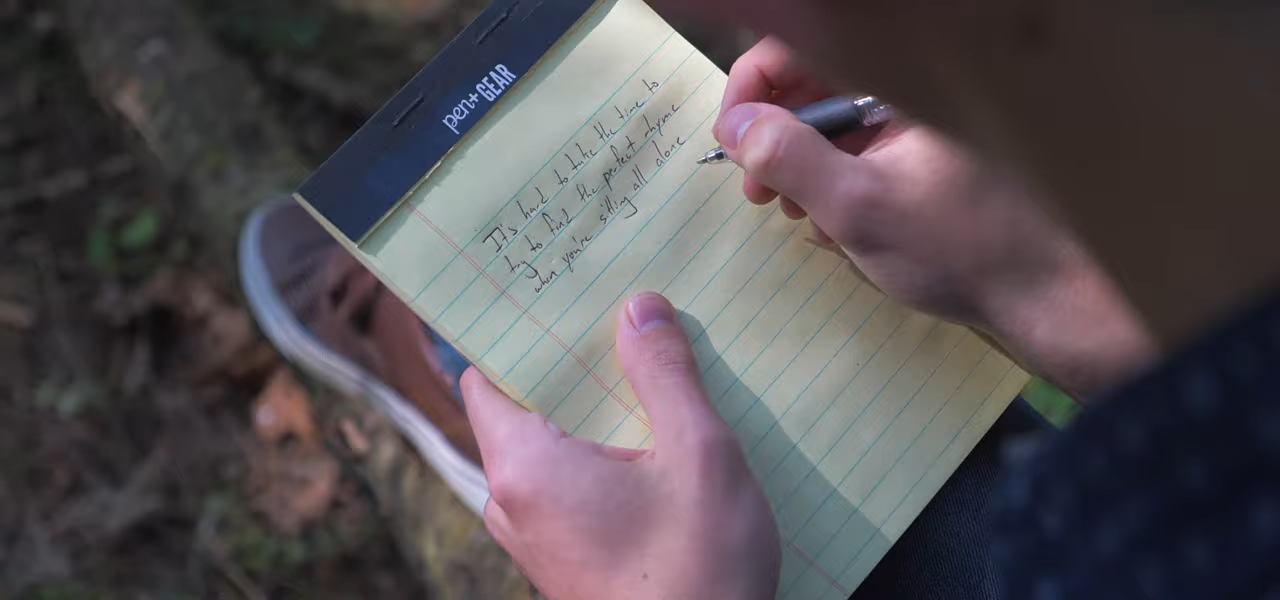 pen+GEAR
It's hard to take the time to
try to find the perfect rhyme
when you're sitting all alone